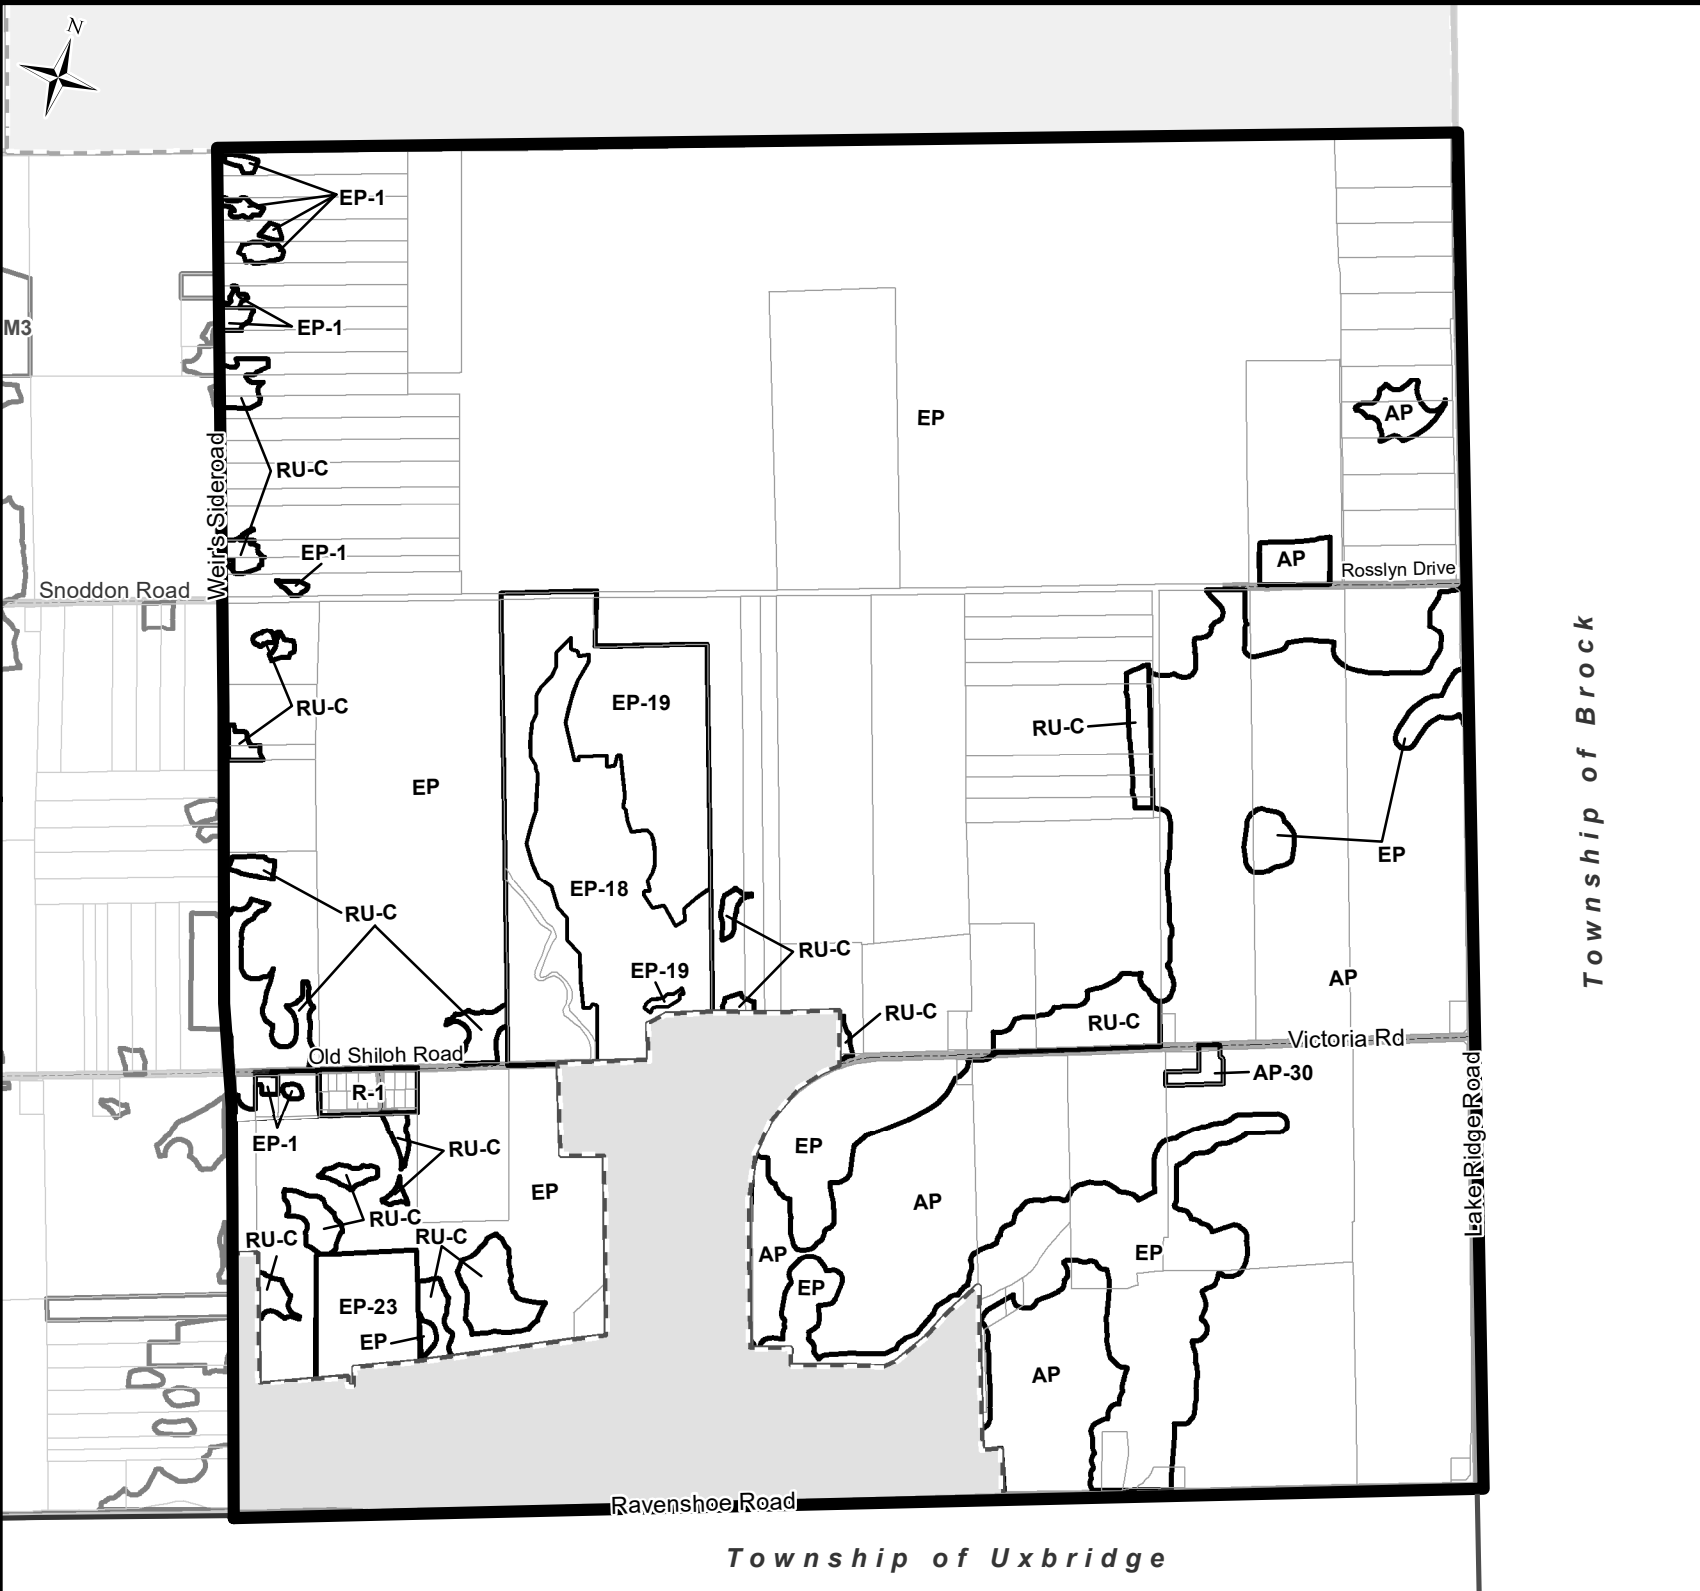 N
EP-1
EP-1
M3
EP
AP
RU-C
Weir's Sideroad
EP-1
AP
Rosslyn Drive
Snoddon Road
RU-C
EP-19
RU-C
EP
EP
EP-18
RU-C
RU-C
EP-19
AP
RU-C
RU-C
Old Shiloh Road
Victoria Rd
R-1
AP-30
EP-1
RU-C
EP
EP
AP
RU-C
RU-C
RU-C
AP
EP
EP
EP-23
EP
AP
Lake Ridge Road
Ravenshoe Road
Township of Brock
Township of Uxbridge